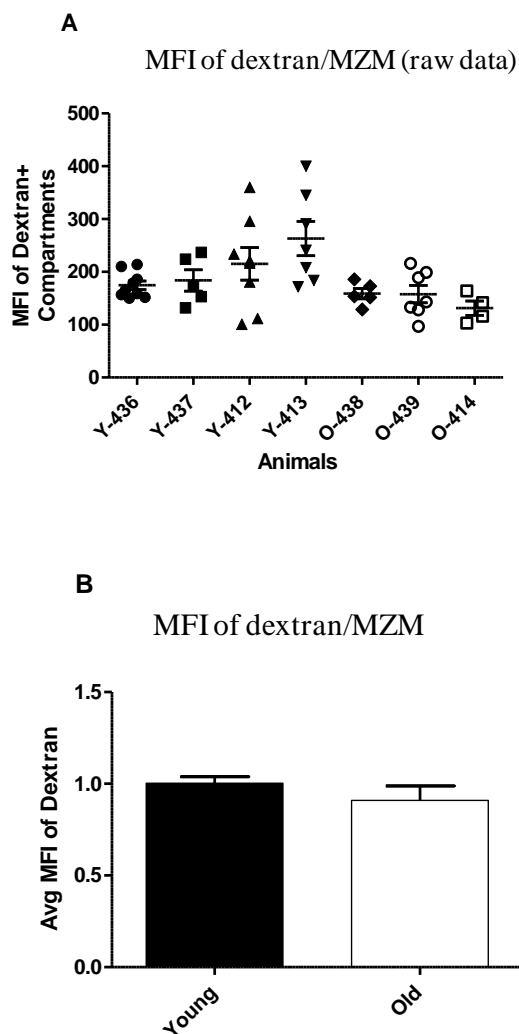 A
MFI of dextran/MZM (raw data)
500
400
300
200
100
0
MFI of Dextran+
Compartments
Y-436
Y-437
Y-412
Y-413
O-438
O-439
O-414
Animals
B
MFI of dextran/MZM
1.5
1.0
0.5
0.0
Avg MFI of Dextran
Young
Old